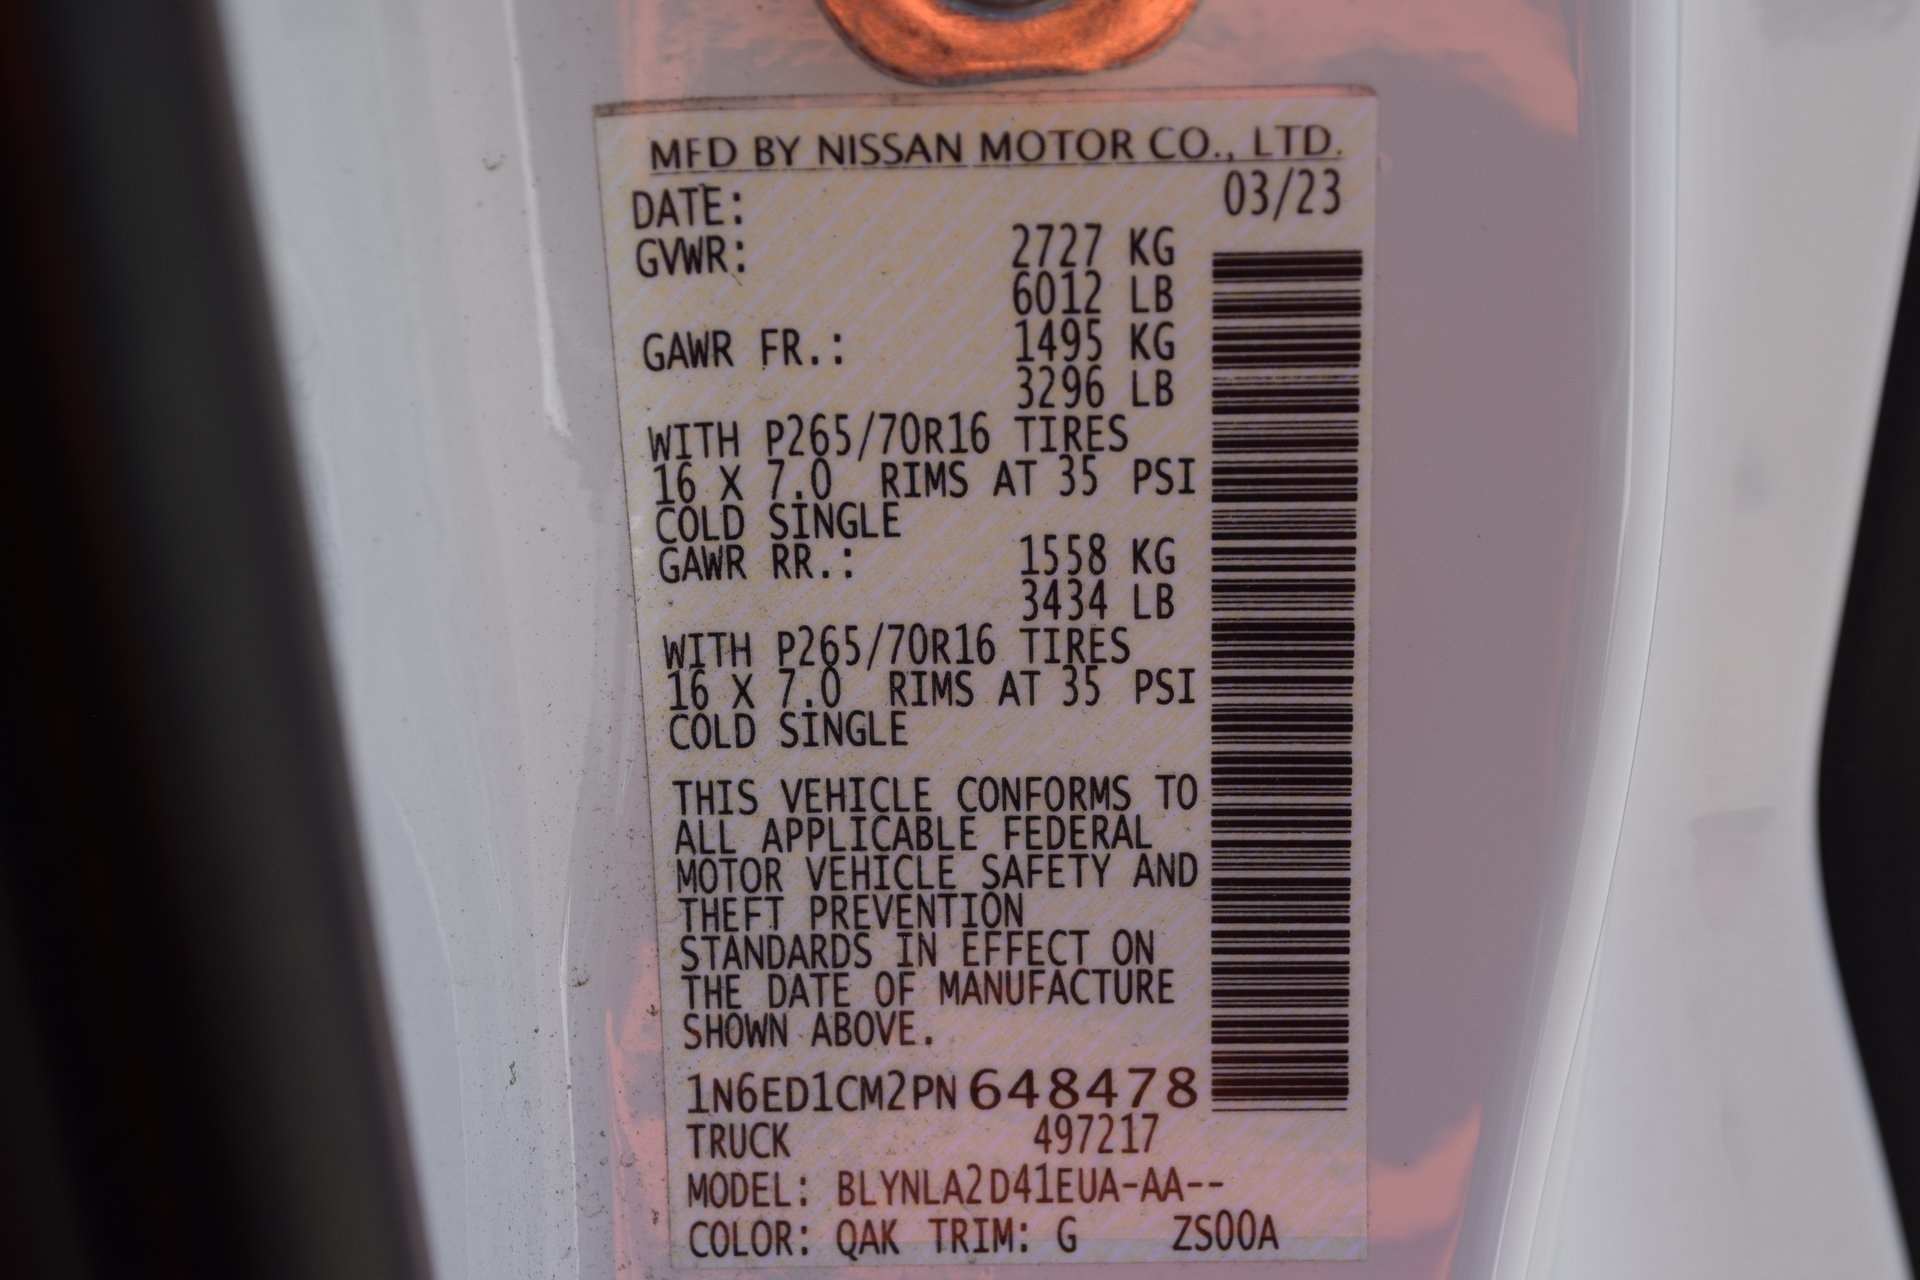 MFD BY NISSAN MOTOR CO., LTD.
DATE: 03/23
GVWR: 2727 KG
6012 LB
GAWR FR.: 1495 KG
3296 LB
WITH P265/70R16 TIRES
16 X 7.0 RIMS AT 35 PSI
COLD SINGLE
GAWR RR.: 1558 KG
3434 LB
WITH P265/70R16 TIRES
16 X 7.0 RIMS AT 35 PSI
COLD SINGLE
THIS VEHICLE CONFORMS TO
ALL APPLICABLE FEDERAL
MOTOR VEHICLE SAFETY AND
THEFT PREVENTION
STANDARDS IN EFFECT ON
THE DATE OF MANUFACTURE
SHOWN ABOVE.
1N6ED1CM2PN648478
TRUCK 497217
MODEL: BLYNLA2D41EUA-AA--
COLOR: QAK TRIM: G ZS00A